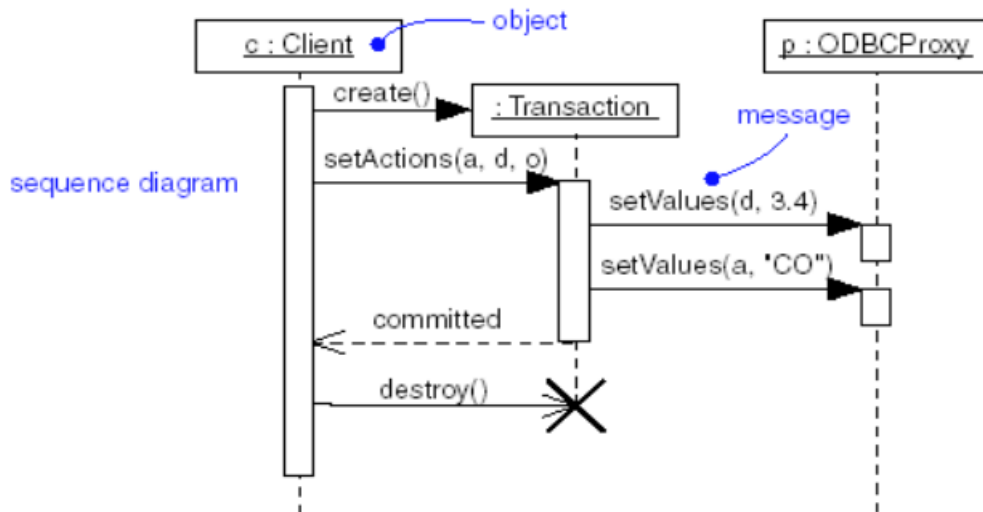 object
c : Client
p : ODBCProxy
create()
: Transaction
message
setActions(a, d, o)
sequence diagram
setValues(d, 3.4)
setValues(a, "CO")
committed
destroy()